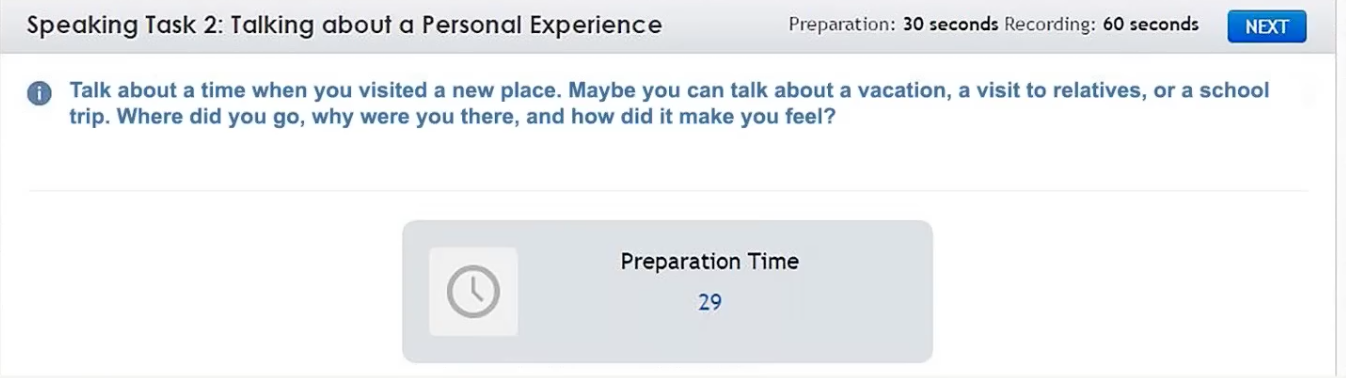 Speaking Task 2: Talking about a Personal Experience Preparation: 30 seconds Recording: 60 seconds NEXT
Talk about a time when you visited a new place. Maybe you can talk about a vacation, a visit to relatives, or a school
trip. Where did you go, why were you there, and how did it make you feel?
Preparation Time
29